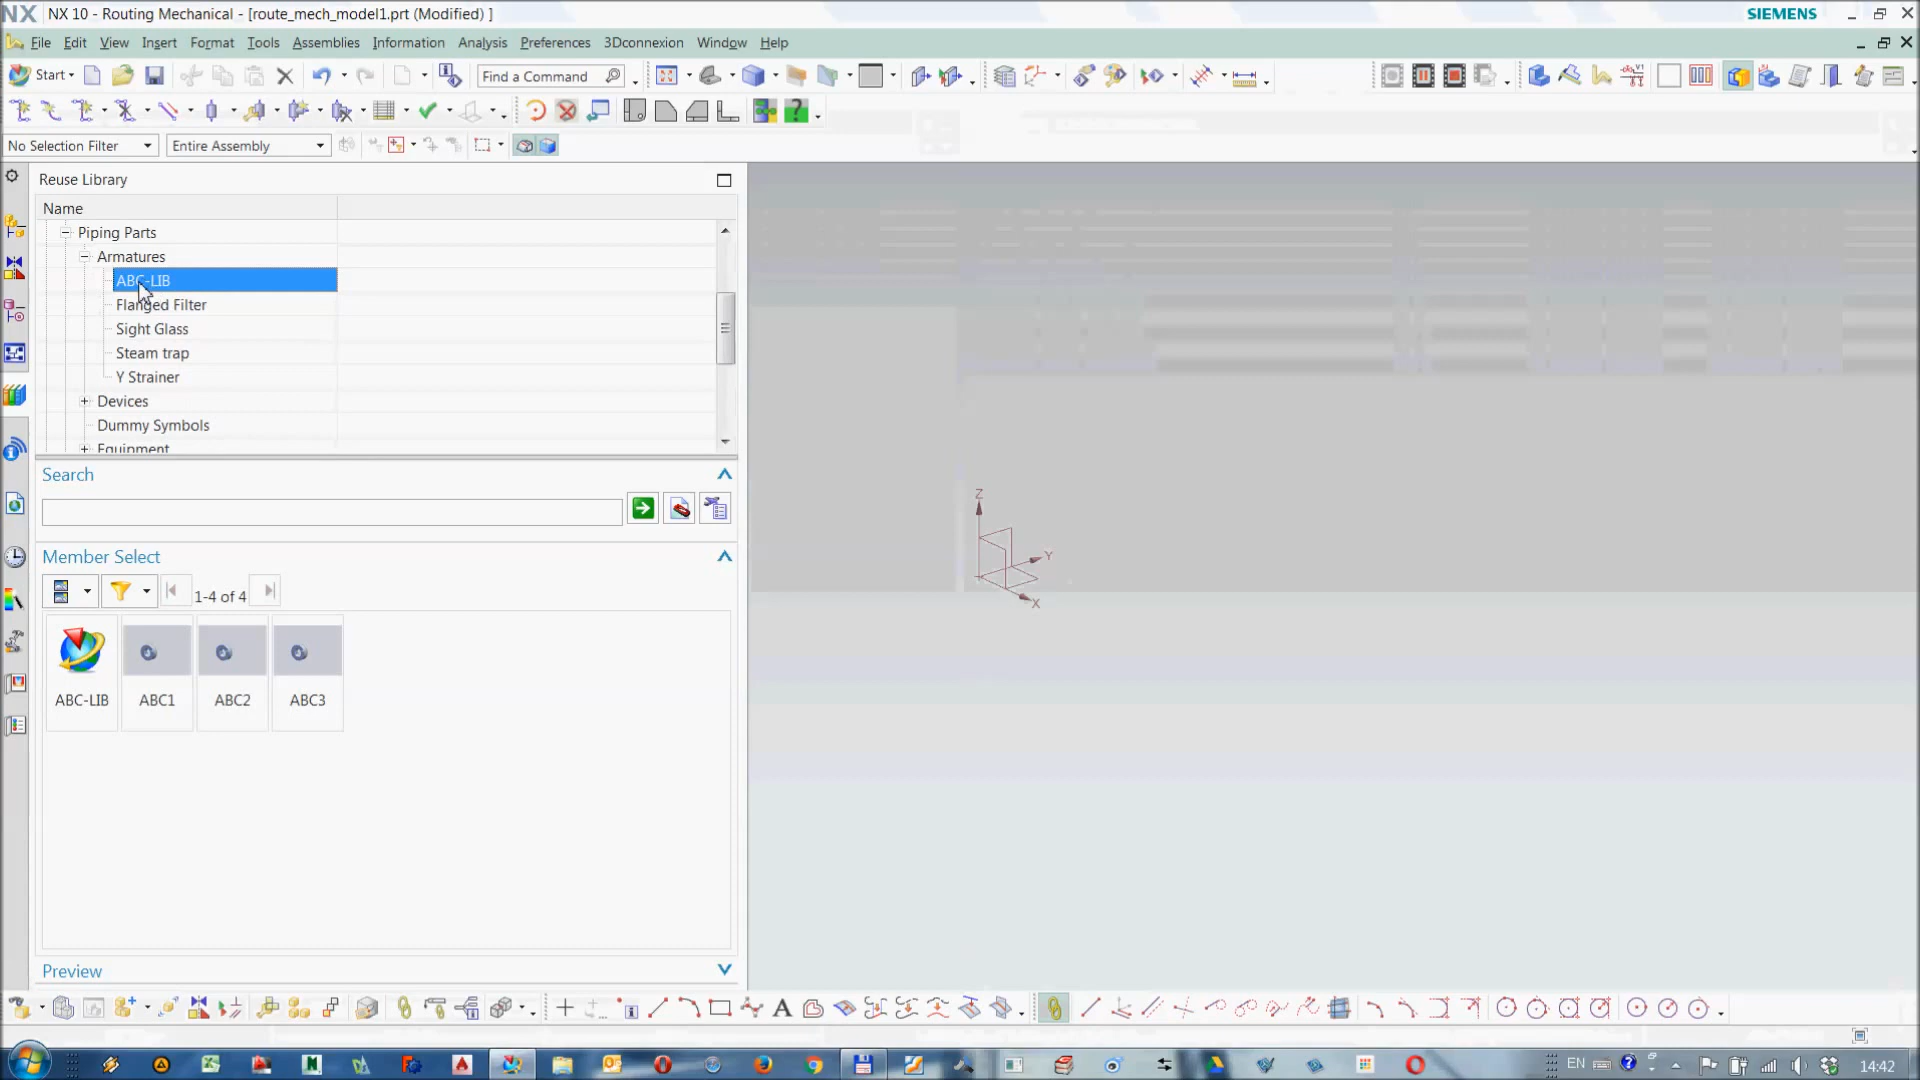 NX NX 10 - Routing Mechanical - [route_mech_model1.prt (Modified) ] SIEMENS
File Edit View Insert Format Tools Assemblies Information Analysis Preferences 3Dconnexion Window Help
Start Find a Command
No Selection Filter Entire Assembly
Reuse Library
Name
Piping Parts
Armatures
ABC-LIB
Flanged Filter
Sight Glass
Steam trap
Y Strainer
Devices
Dummy Symbols
Equipment
Search
Member Select
1-4 of 4
ABC-LIB ABC1 ABC2 ABC3
Z
Y
X
Preview
EN 14:42